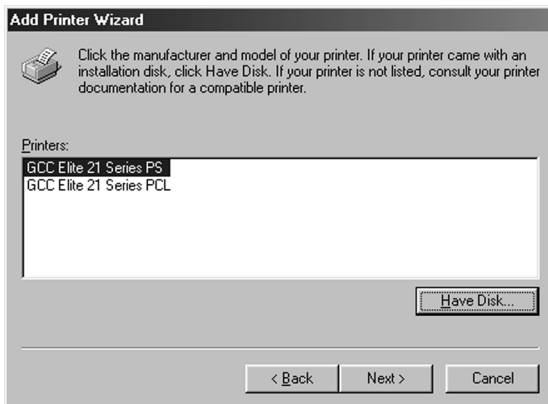 Add Printer Wizard
Click the manufacturer and model of your printer. If your printer came with an
installation disk, click Have Disk. If your printer is not listed, consult your printer
documentation for a compatible printer.
Printers:
GCC Elite 21 Series PS
GCC Elite 21 Series PCL
Have Disk...
< Back
Next >
Cancel